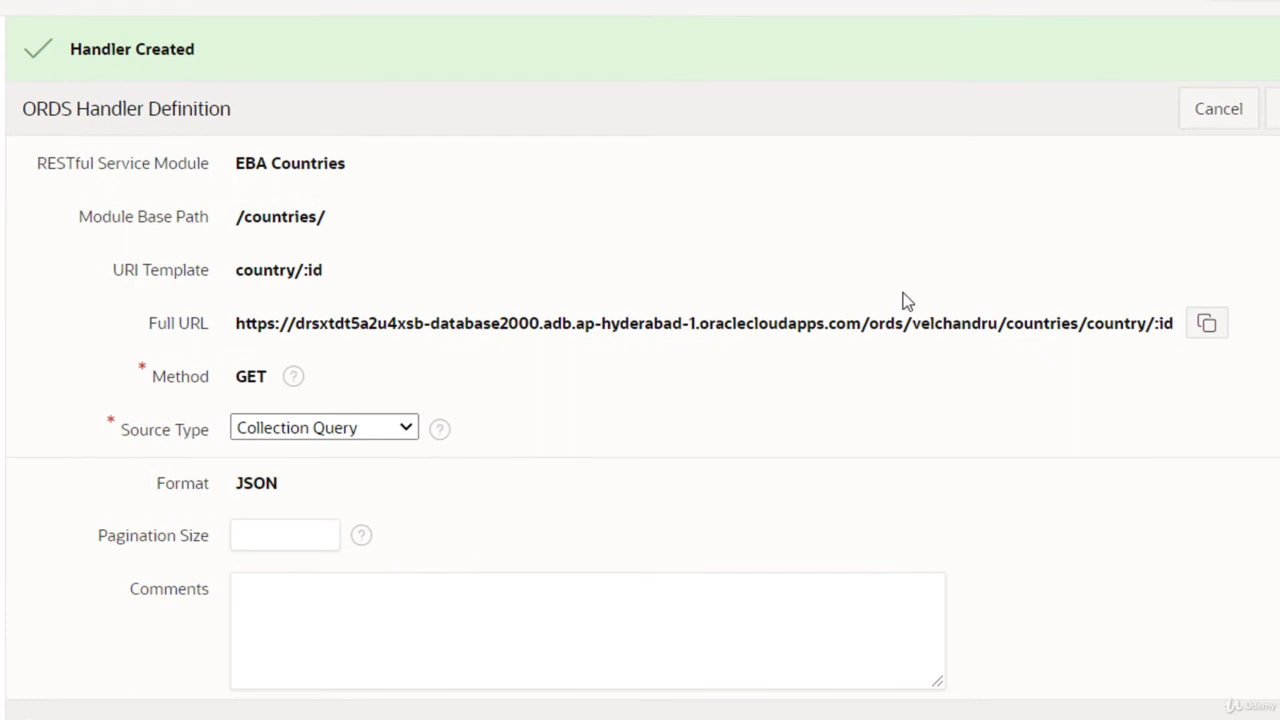 Handler Created
ORDS Handler Definition
Cancel
RESTful Service Module EBA Countries
Module Base Path /countries/
URI Template country/:id
Full URL https://drsxtdt5a2u4xsb-database2000.adb.ap-hyderabad-1.oraclecloudapps.com/ords/velchandru/countries/country/:id
* Method GET ?
* Source Type Collection Query ?
Format JSON
Pagination Size ?
Comments
Udemy